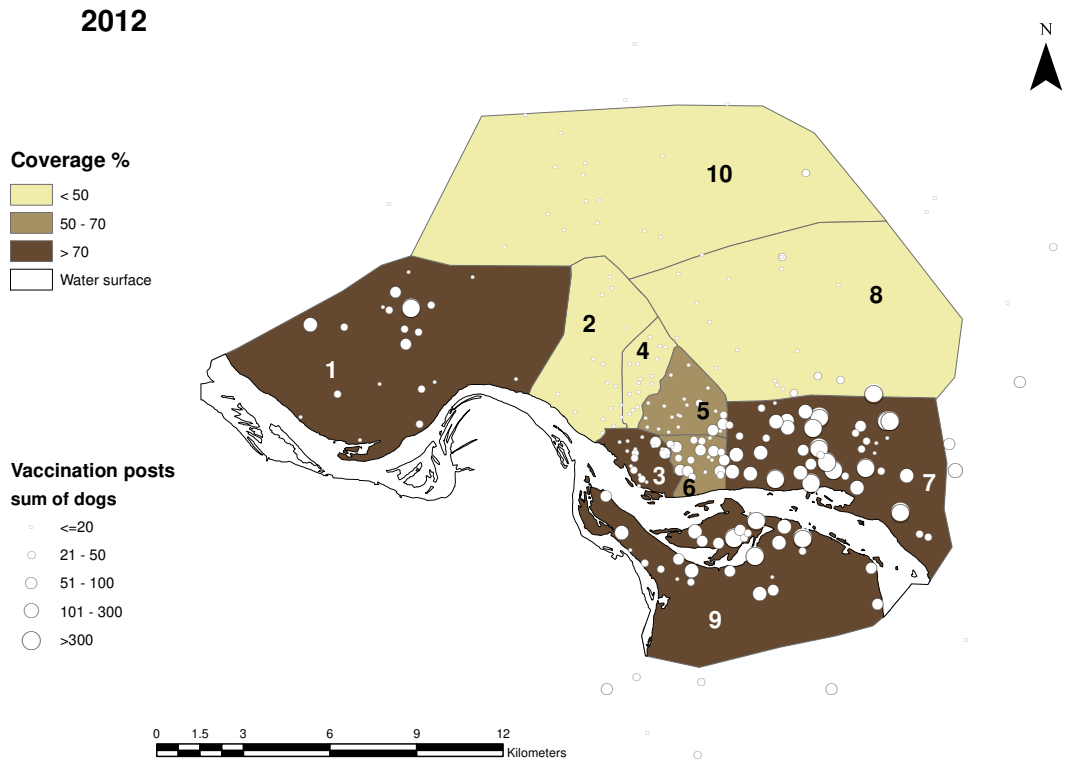 2012
N
Coverage %
< 50
50 - 70
> 70
Water surface
10
8
2
4
1
5
3
6
7
9
Vaccination posts
sum of dogs
<=20
21 - 50
51 - 100
101 - 300
>300
0 1.5 3 6 9 12
Kilometers